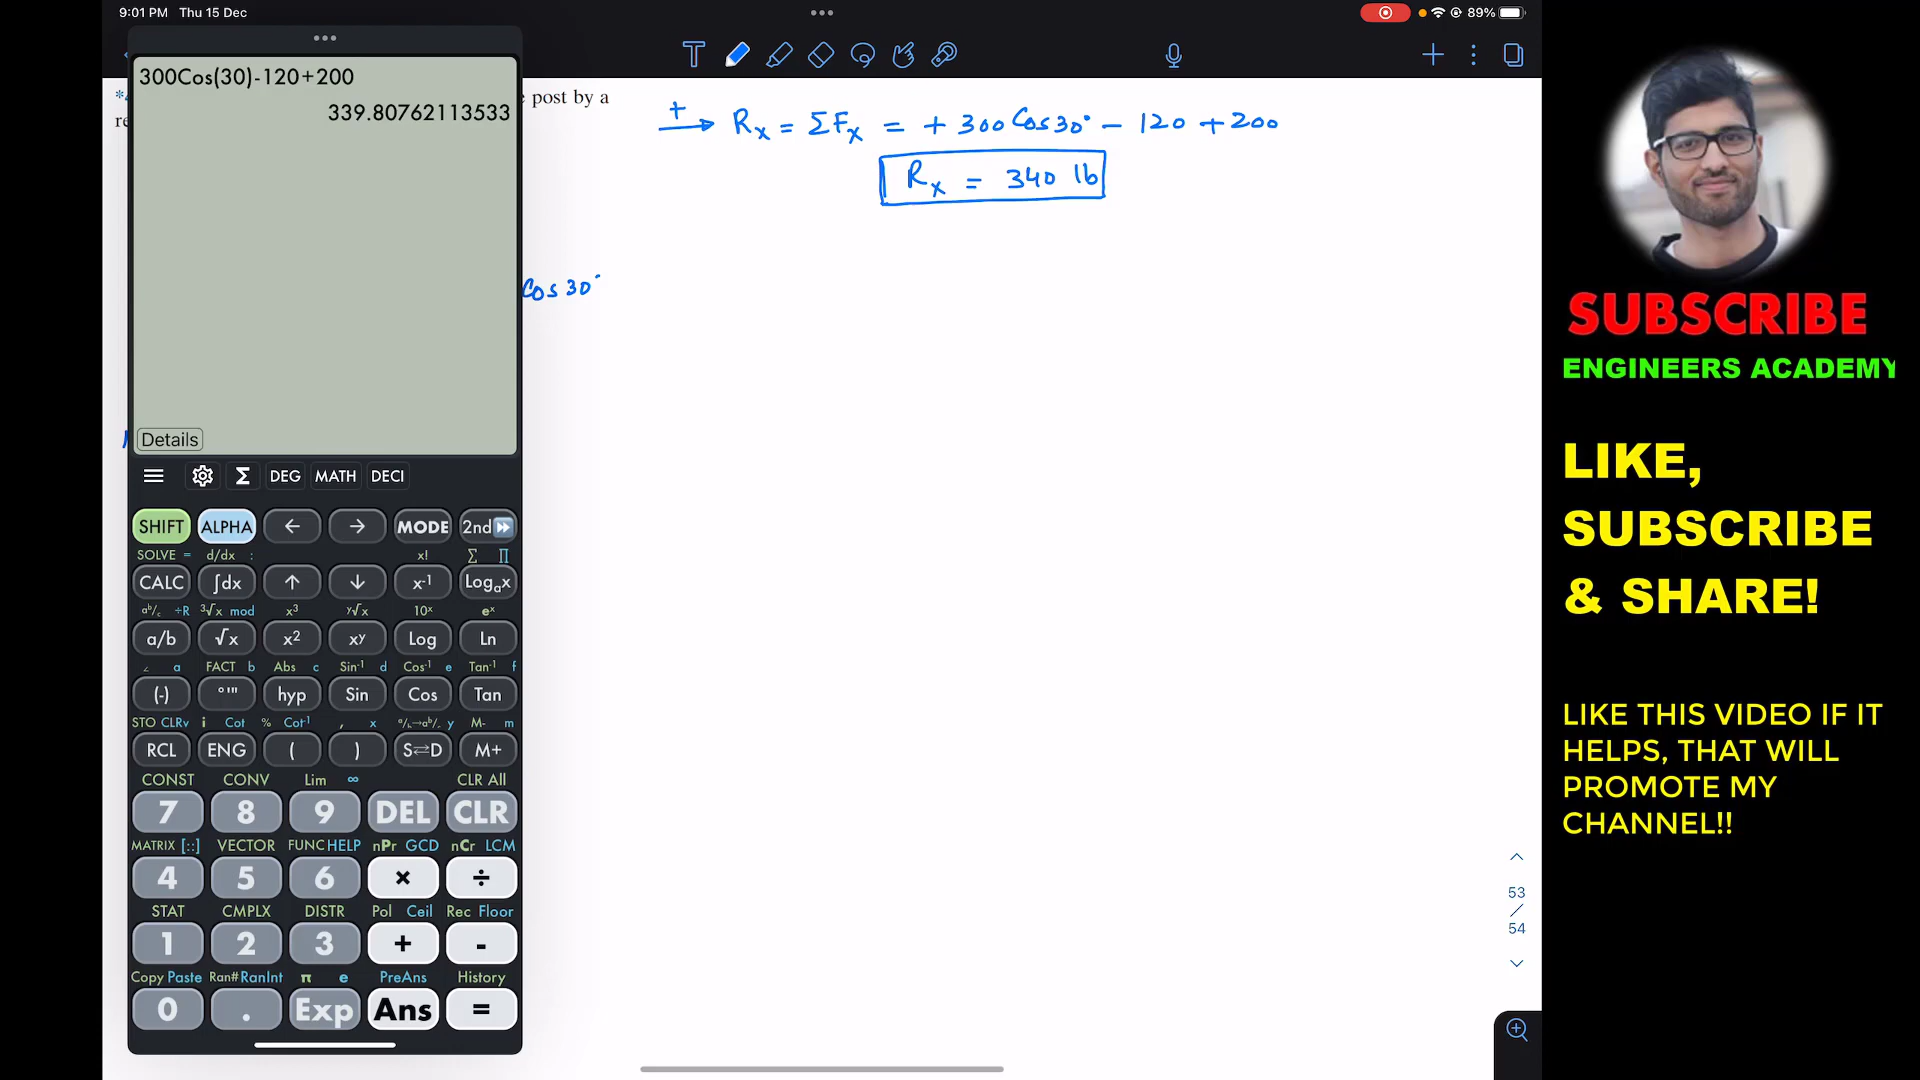 9:01 PM Thu 15 Dec
89%
300Cos(30)-120+200
339.80762113533
Details
DEG MATH DECI
SHIFT ALPHA ← → MODE 2nd
SOLVE = d/dx : x! Σ ∏
CALC ∫dx ↑ ↓ x⁻¹ Logₐx
aᵇ/c ÷R ³√x mod x³ ʸ√x 10ˣ eˣ
a/b √x x² xʸ Log Ln
∠ a FACT b Abs c Sin⁻¹ d Cos⁻¹ e Tan⁻¹ f
(-) °'" hyp Sin Cos Tan
STO CLRv i Cot % Cot⁻¹ , x y M- m
RCL ENG ( ) S⇄D M+
CONST CONV Lim ∞ CLR All
7 8 9 DEL CLR
MATRIX [::] VECTOR FUNC HELP nPr GCD nCr LCM
4 5 6 × ÷
STAT CMPLX DISTR Pol Ceil Rec Floor
1 2 3 + -
Copy Paste Ran# RanInt π e PreAns History
0 . Exp Ans =
post by a
re
Cos 30°
+→ Rx = ΣFx = + 300 Cos30° - 120 + 200
Rx = 340 lb
53
/
54
SUBSCRIBE
ENGINEERS ACADEMY
LIKE,
SUBSCRIBE
& SHARE!
LIKE THIS VIDEO IF IT
HELPS, THAT WILL
PROMOTE MY
CHANNEL!!